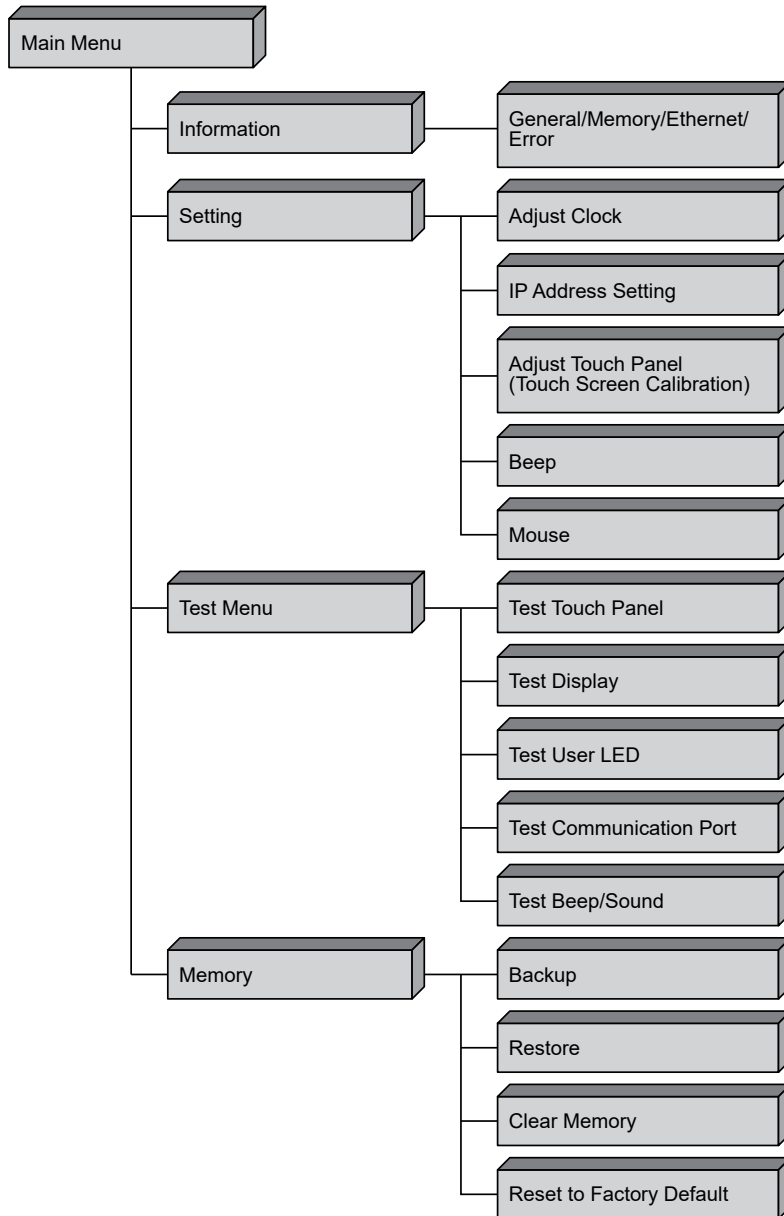 Main Menu
Information
General/Memory/Ethernet/
Error
Setting
Adjust Clock
IP Address Setting
Adjust Touch Panel
(Touch Screen Calibration)
Beep
Mouse
Test Menu
Test Touch Panel
Test Display
Test User LED
Test Communication Port
Test Beep/Sound
Memory
Backup
Restore
Clear Memory
Reset to Factory Default